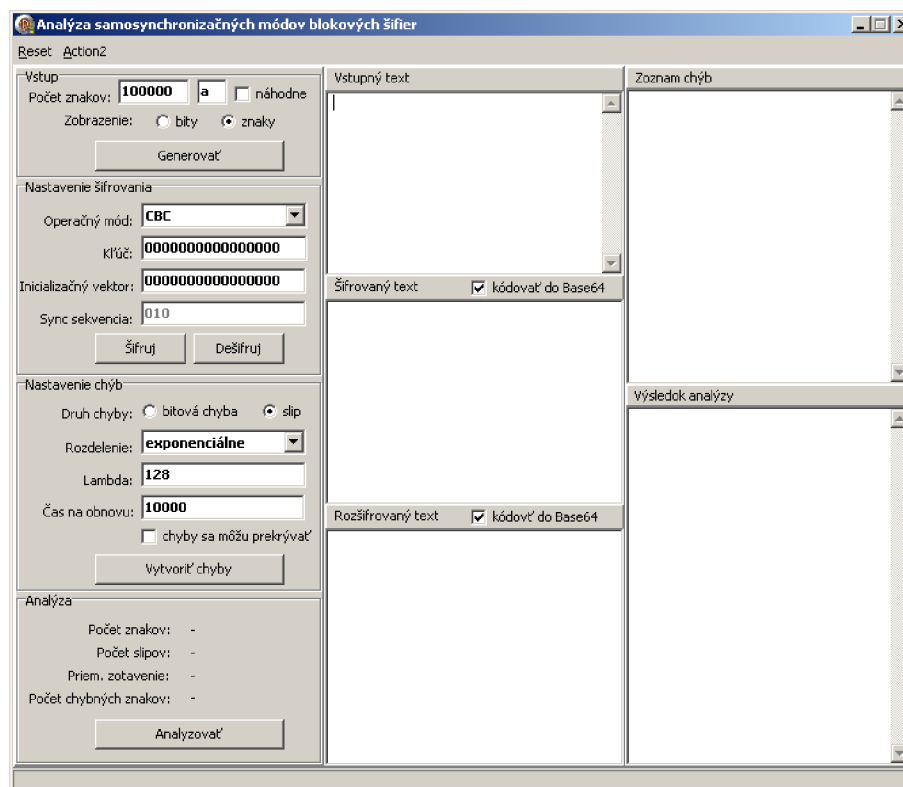 Analýza samosynchronizačných módov blokových šifier
Reset Action2
Vstup
Počet znakov: 100000 a náhodne
Zobrazenie: bity znaky
Generovať
Nastavenie šifrovania
Operačný mód: CBC
Kľúč: 0000000000000000
Inicializačný vektor: 0000000000000000
Sync sekvencia: 010
Šifruj Dešifruj
Nastavenie chýb
Druh chyby: bitová chyba slip
Rozdelenie: exponenciálne
Lambda: 128
Čas na obnovu: 10000
chyby sa môžu prekrývať
Vytvoriť chyby
Analýza
Počet znakov: -
Počet slipov: -
Priem. zotavenie: -
Počet chybných znakov: -
Analyzovať
Vstupný text
Šifrovaný text kódovať do Base64
Rozšifrovaný text kódovť do Base64
Zoznam chýb
Výsledok analýzy